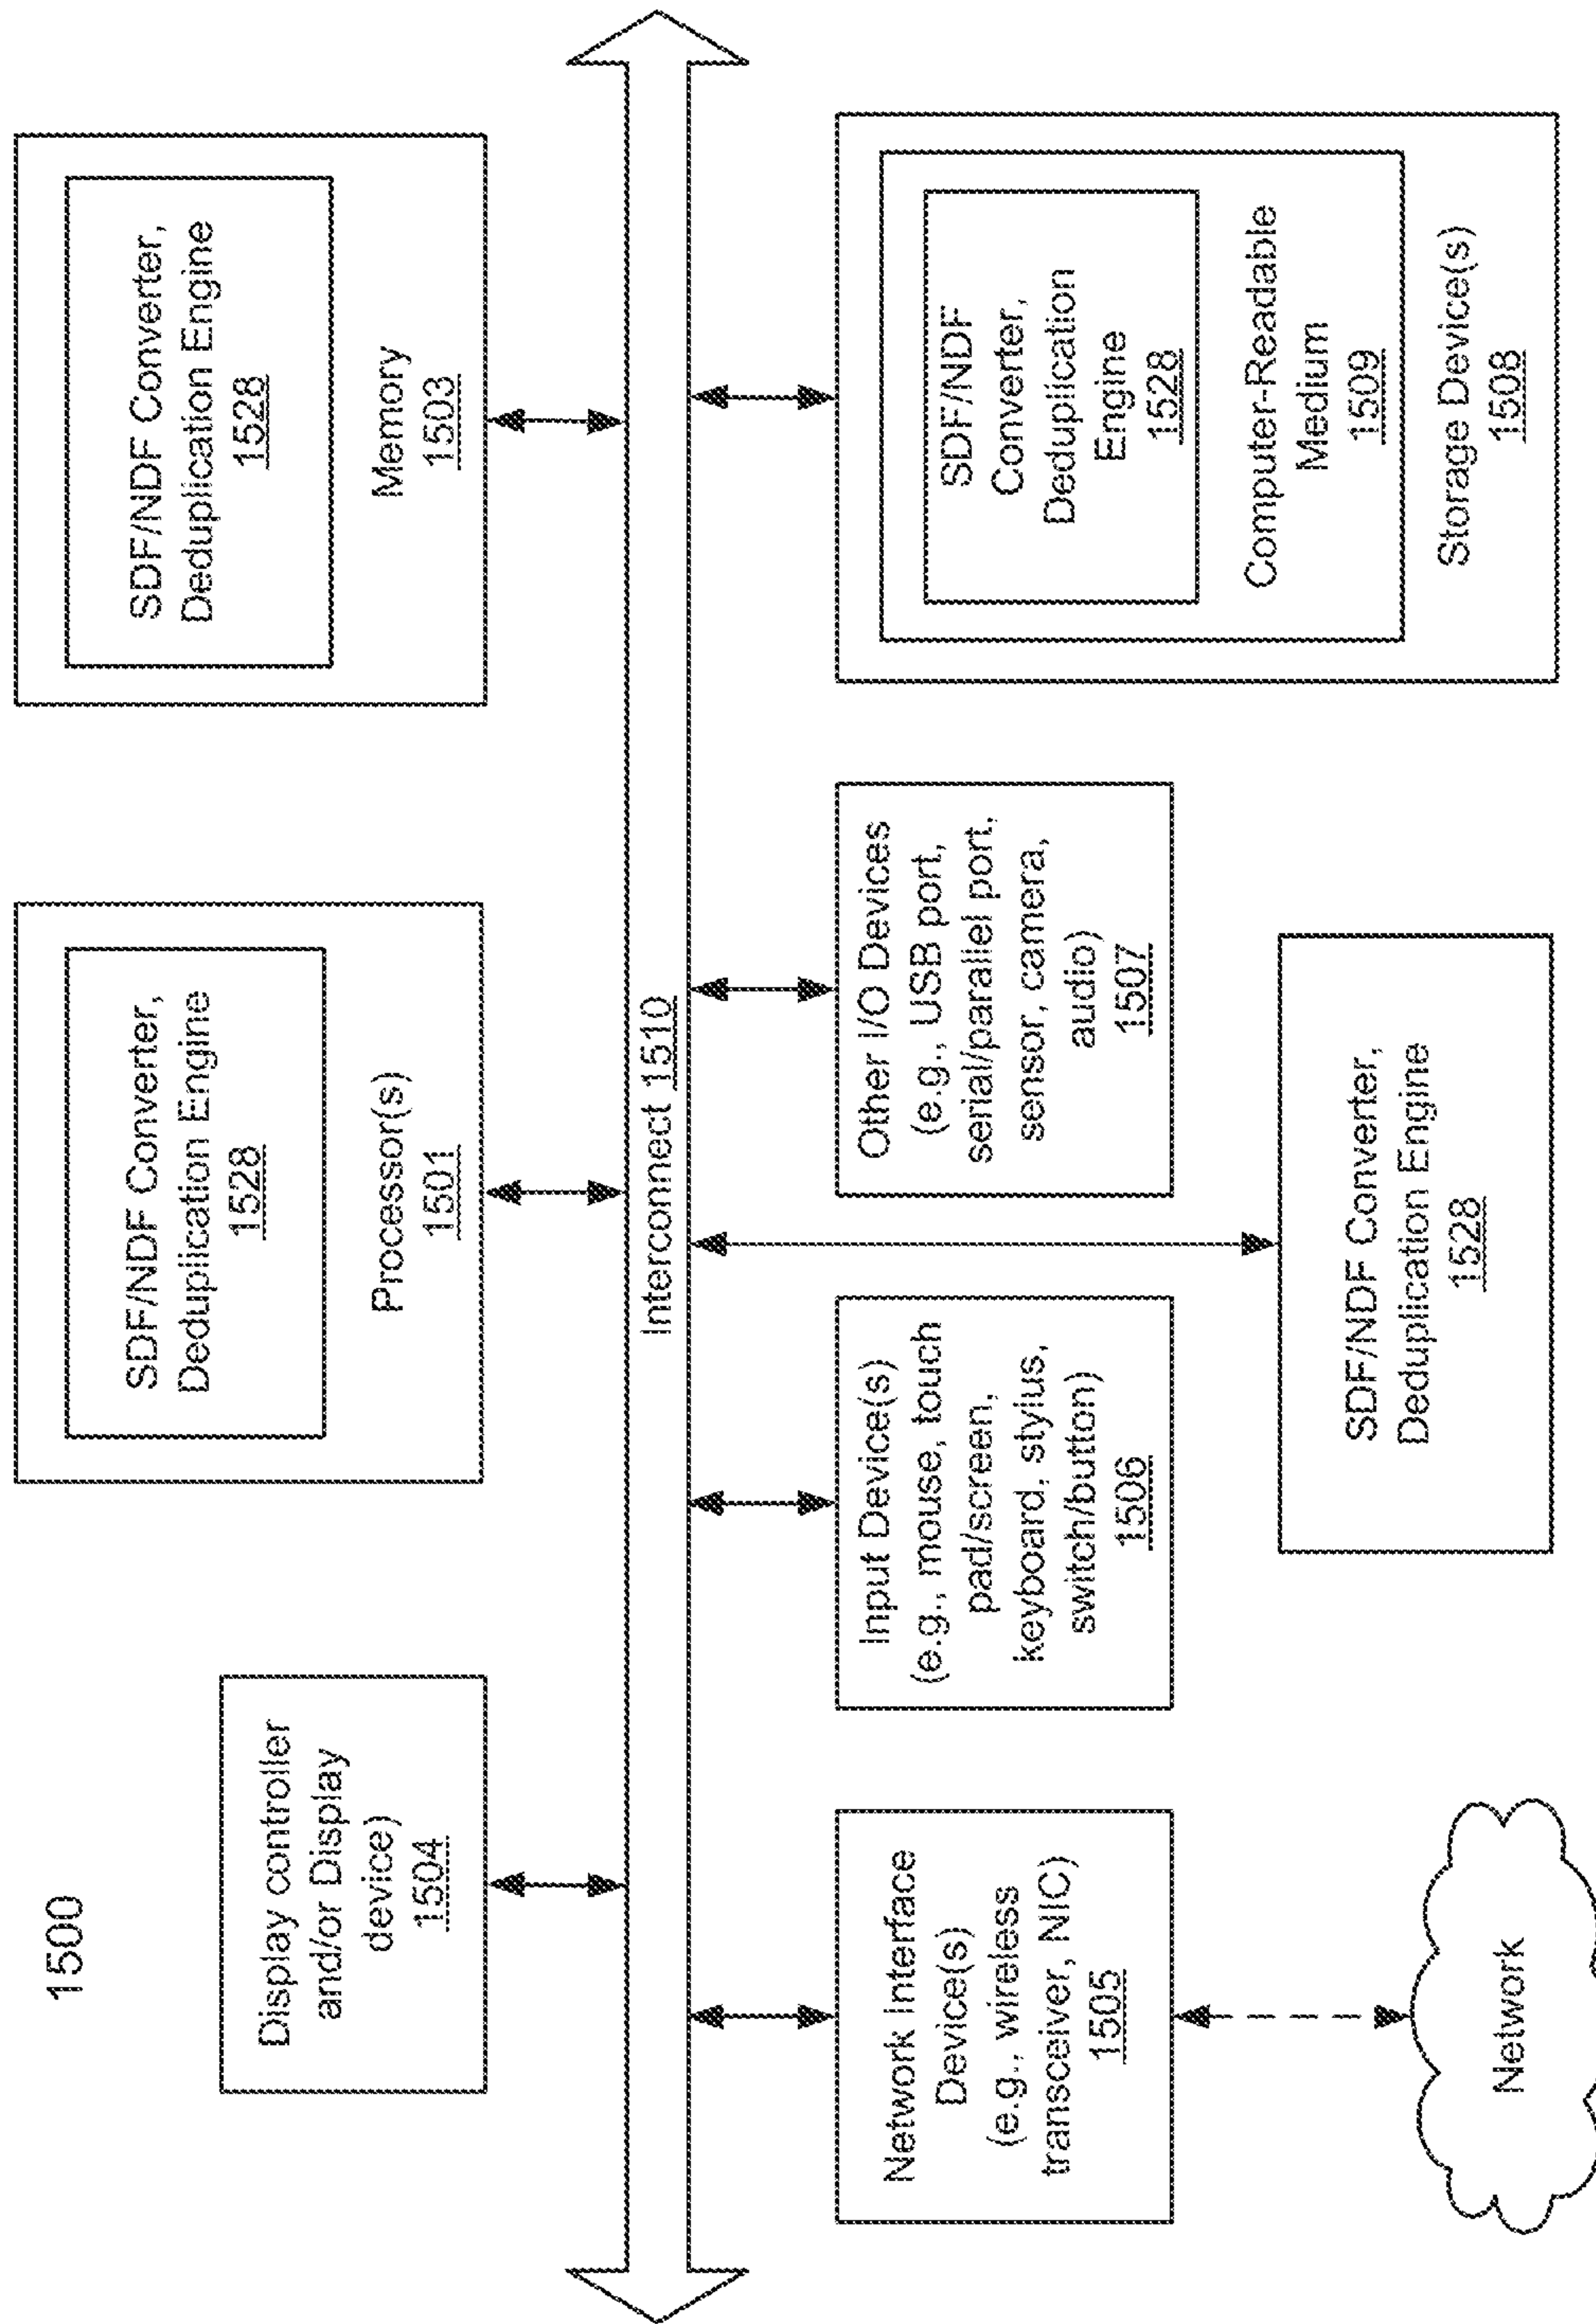 1500
Display controller
and/or Display
device)
1504
SDF/NDF Converter,
Deduplication Engine
1528
Processor(s)
1501
SDF/NDF Converter,
Deduplication Engine
1528
Memory
1503
Interconnect 1510
Network Interface
Device(s)
(e.g., wireless
transceiver, NIC)
1505
Input Device(s)
(e.g., mouse, touch
pad/screen,
keyboard, stylus,
switch/button)
1506
Other I/O Devices
(e.g., USB port,
serial/parallel port,
sensor, camera,
audio)
1507
SDF/NDF
Converter,
Deduplication
Engine
1528
Computer-Readable
Medium
1509
Storage Device(s)
1508
SDF/NDF Converter,
Deduplication Engine
1528
Network